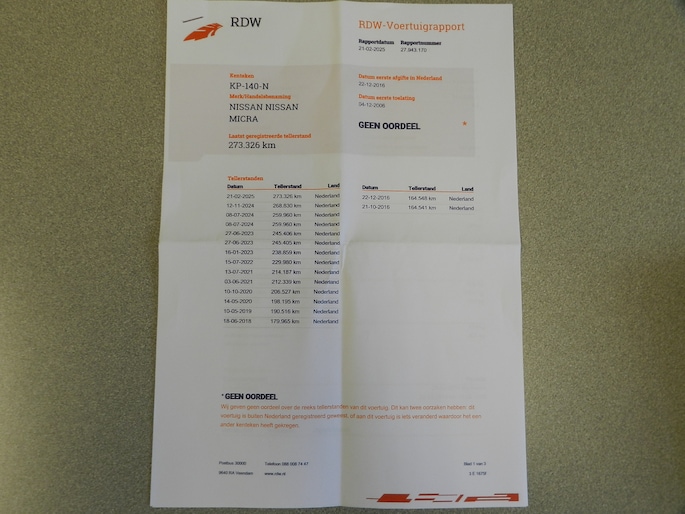 RDW
RDW-Voertuigrapport
Rapportdatum Rapportnummer
21-02-2025 27.943.170
Kenteken
KP-140-N
Merk/Handelsbenaming
NISSAN NISSAN
MICRA
Laatst geregistreerde tellerstand
273.326 km
Datum eerste afgifte in Nederland
22-12-2016
Datum eerste toelating
04-12-2006
GEEN OORDEEL *
Tellerstanden
Datum Tellerstand Land
21-02-2025 273.326 km Nederland
12-11-2024 268.830 km Nederland
08-07-2024 259.960 km Nederland
08-07-2024 259.960 km Nederland
27-06-2023 245.406 km Nederland
27-06-2023 245.405 km Nederland
16-01-2023 238.859 km Nederland
15-07-2022 229.980 km Nederland
13-07-2021 214.187 km Nederland
03-06-2021 212.339 km Nederland
10-10-2020 206.527 km Nederland
14-05-2020 198.195 km Nederland
10-05-2019 190.516 km Nederland
18-06-2018 179.965 km Nederland
Datum Tellerstand Land
22-12-2016 164.548 km Nederland
21-10-2016 164.541 km Nederland
* GEEN OORDEEL
Wij geven geen oordeel over de reeks tellerstanden van dit voertuig. Dit kan twee oorzaken hebben: dit
voertuig is buiten Nederland geregistreerd geweest, of aan dit voertuig is iets veranderd waardoor het een
ander kenteken heeft gekregen.
Postbus 30000 Telefoon: 088 008 74 47
9640 RA Veendam www.rdw.nl
Blad 1 van 3